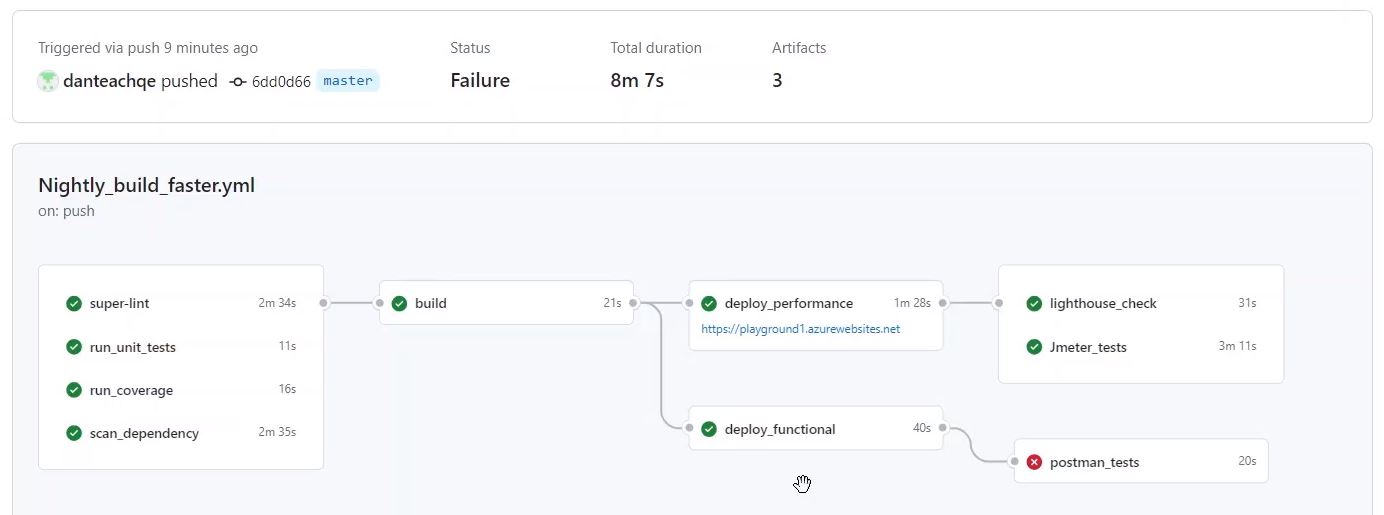 Triggered via push 9 minutes ago
danteachqe pushed 6dd0d66 master
Status
Failure
Total duration
8m 7s
Artifacts
3
Nightly_build_faster.yml
on: push
super-lint 2m 34s
run_unit_tests 11s
run_coverage 16s
scan_dependency 2m 35s
build 21s
deploy_performance 1m 28s
https://playground1.azurewebsites.net
deploy_functional 40s
lighthouse_check 31s
Jmeter_tests 3m 11s
postman_tests 20s